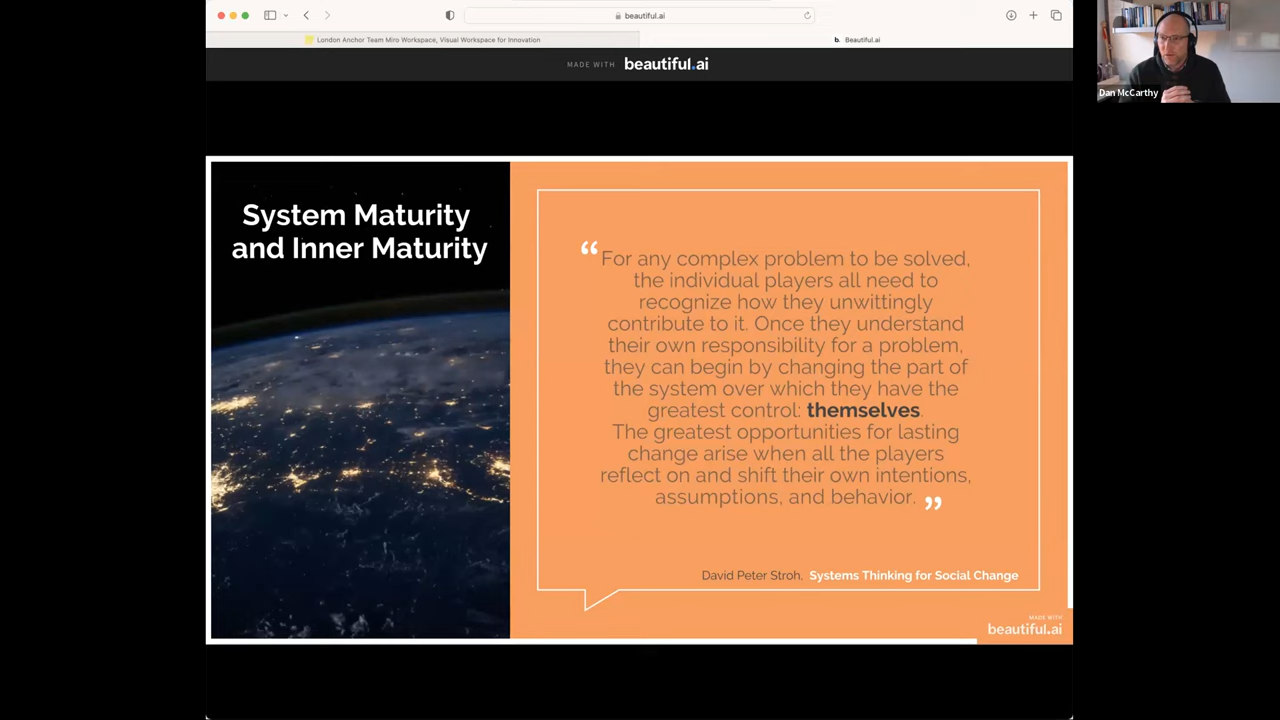 beautiful.ai
London Anchor Team Miro Workspace, Visual Workspace for Innovation
b. Beautiful.ai
MADE WITH beautiful.ai
Dan McCarthy
System Maturity
and Inner Maturity
“For any complex problem to be solved,
the individual players all need to
recognize how they unwittingly
contribute to it. Once they understand
their own responsibility for a problem,
they can begin by changing the part of
the system over which they have the
greatest control: themselves.
The greatest opportunities for lasting
change arise when all the players
reflect on and shift their own intentions,
assumptions, and behavior.”
David Peter Stroh, Systems Thinking for Social Change
MADE WITH
beautiful.ai